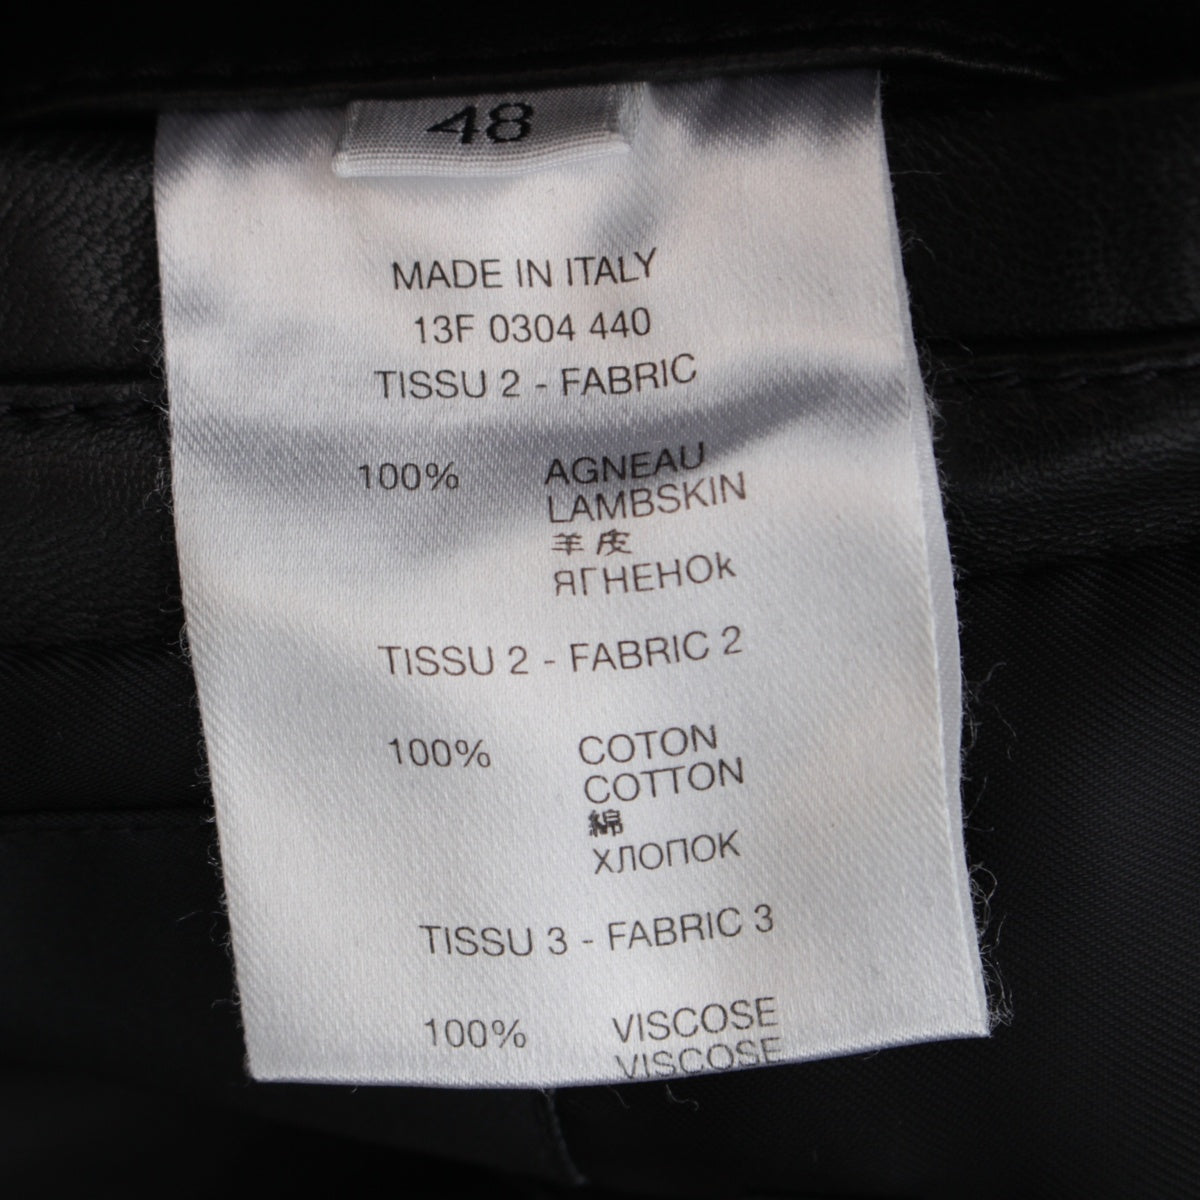 48
MADE IN ITALY
13F 0304 440
TISSU 2 - FABRIC
100% AGNEAU
LAMBSKIN
羊皮
ЯГНЕНОk
TISSU 2 - FABRIC 2
100% COTON
COTTON
綿
ХЛОПОК
TISSU 3 - FABRIC 3
100% VISCOSE
VISCOSE